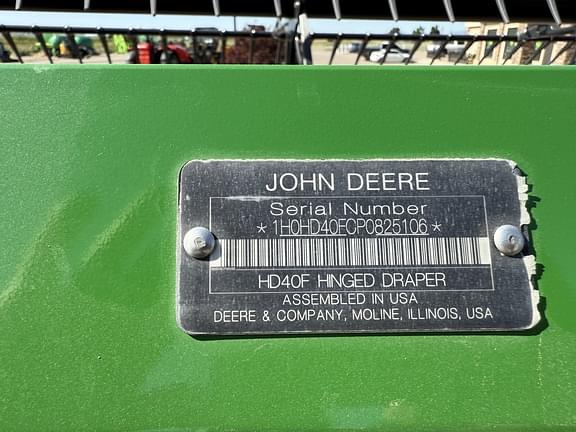 JOHN DEERE
Serial Number
*1H0HD40FCP0825106*
HD40F HINGED DRAPER
ASSEMBLED IN USA
DEERE & COMPANY, MOLINE, ILLINOIS, USA